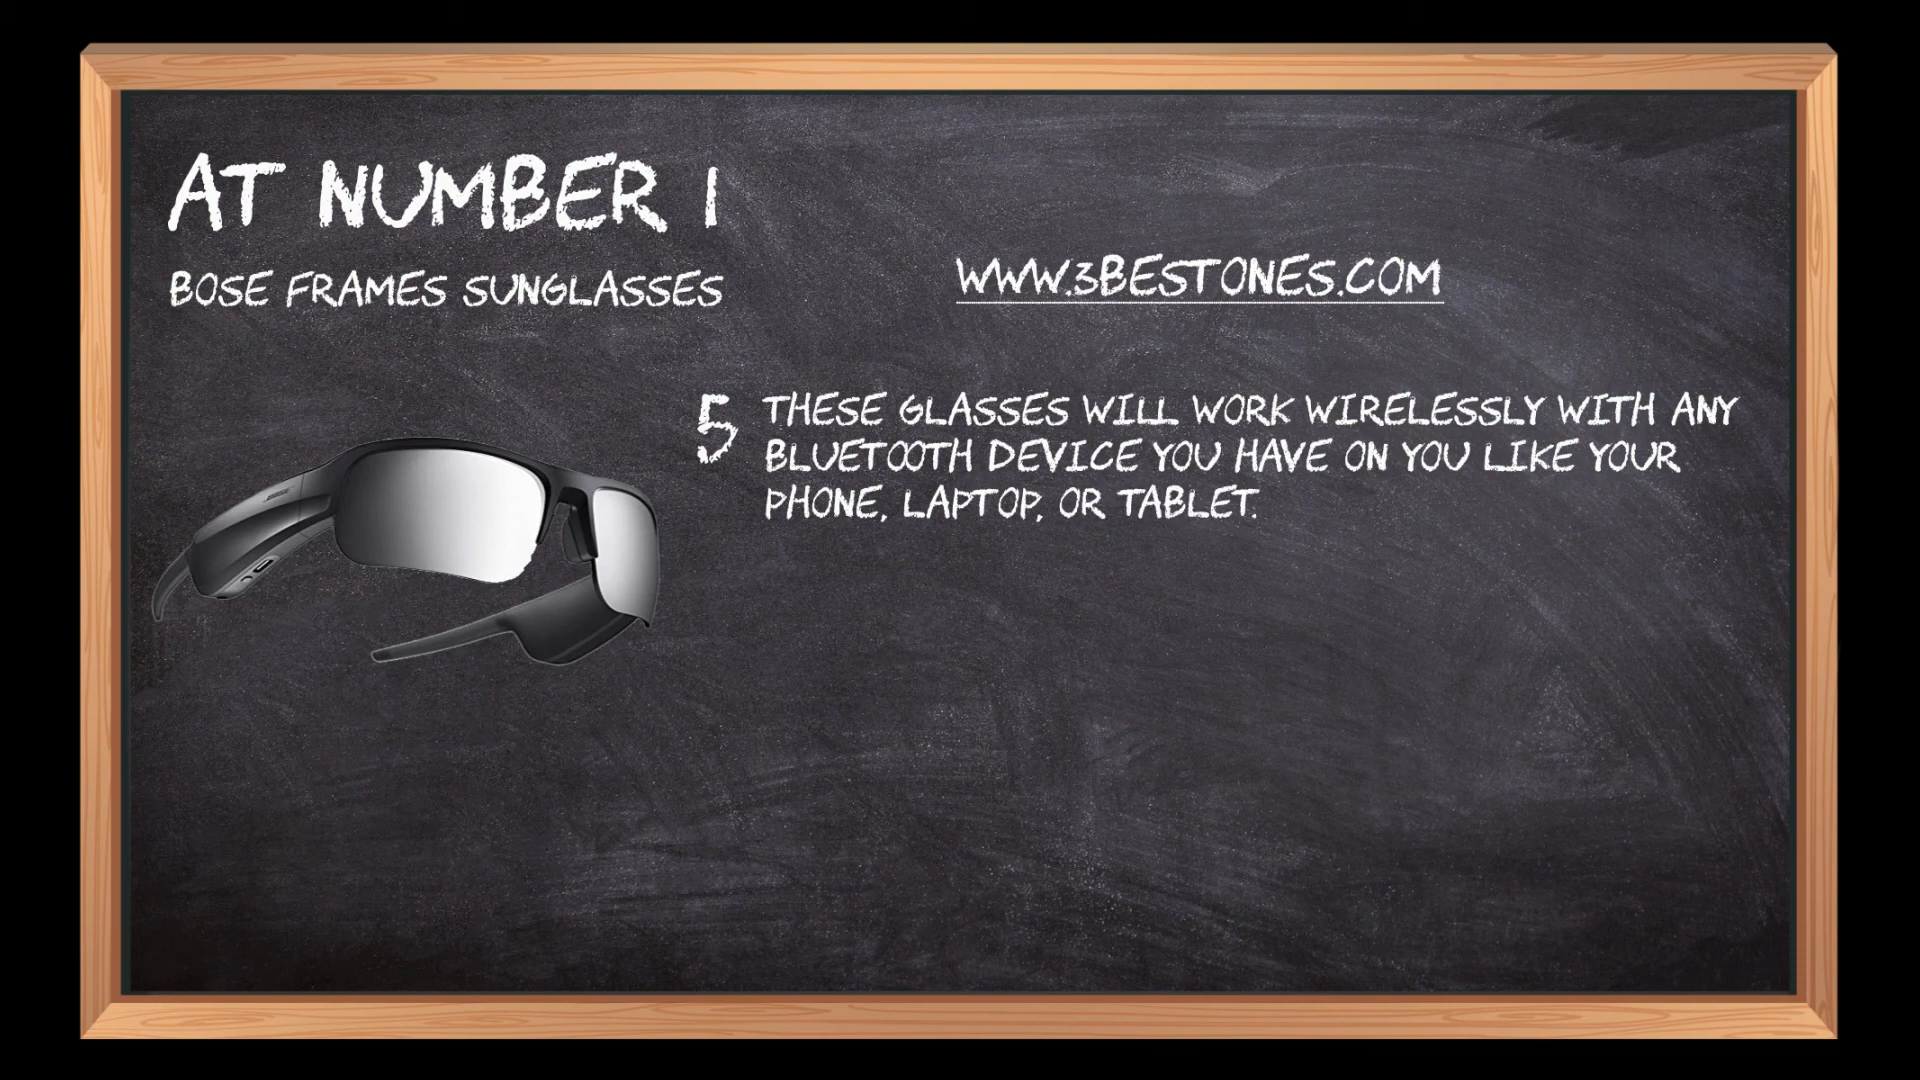 AT NUMBER 1
BOSE FRAMES SUNGLASSES
WWW.3BESTONES.COM
5 THESE GLASSES WILL WORK WIRELESSLY WITH ANY
BLUETOOTH DEVICE YOU HAVE ON YOU LIKE YOUR
PHONE, LAPTOP, OR TABLET.